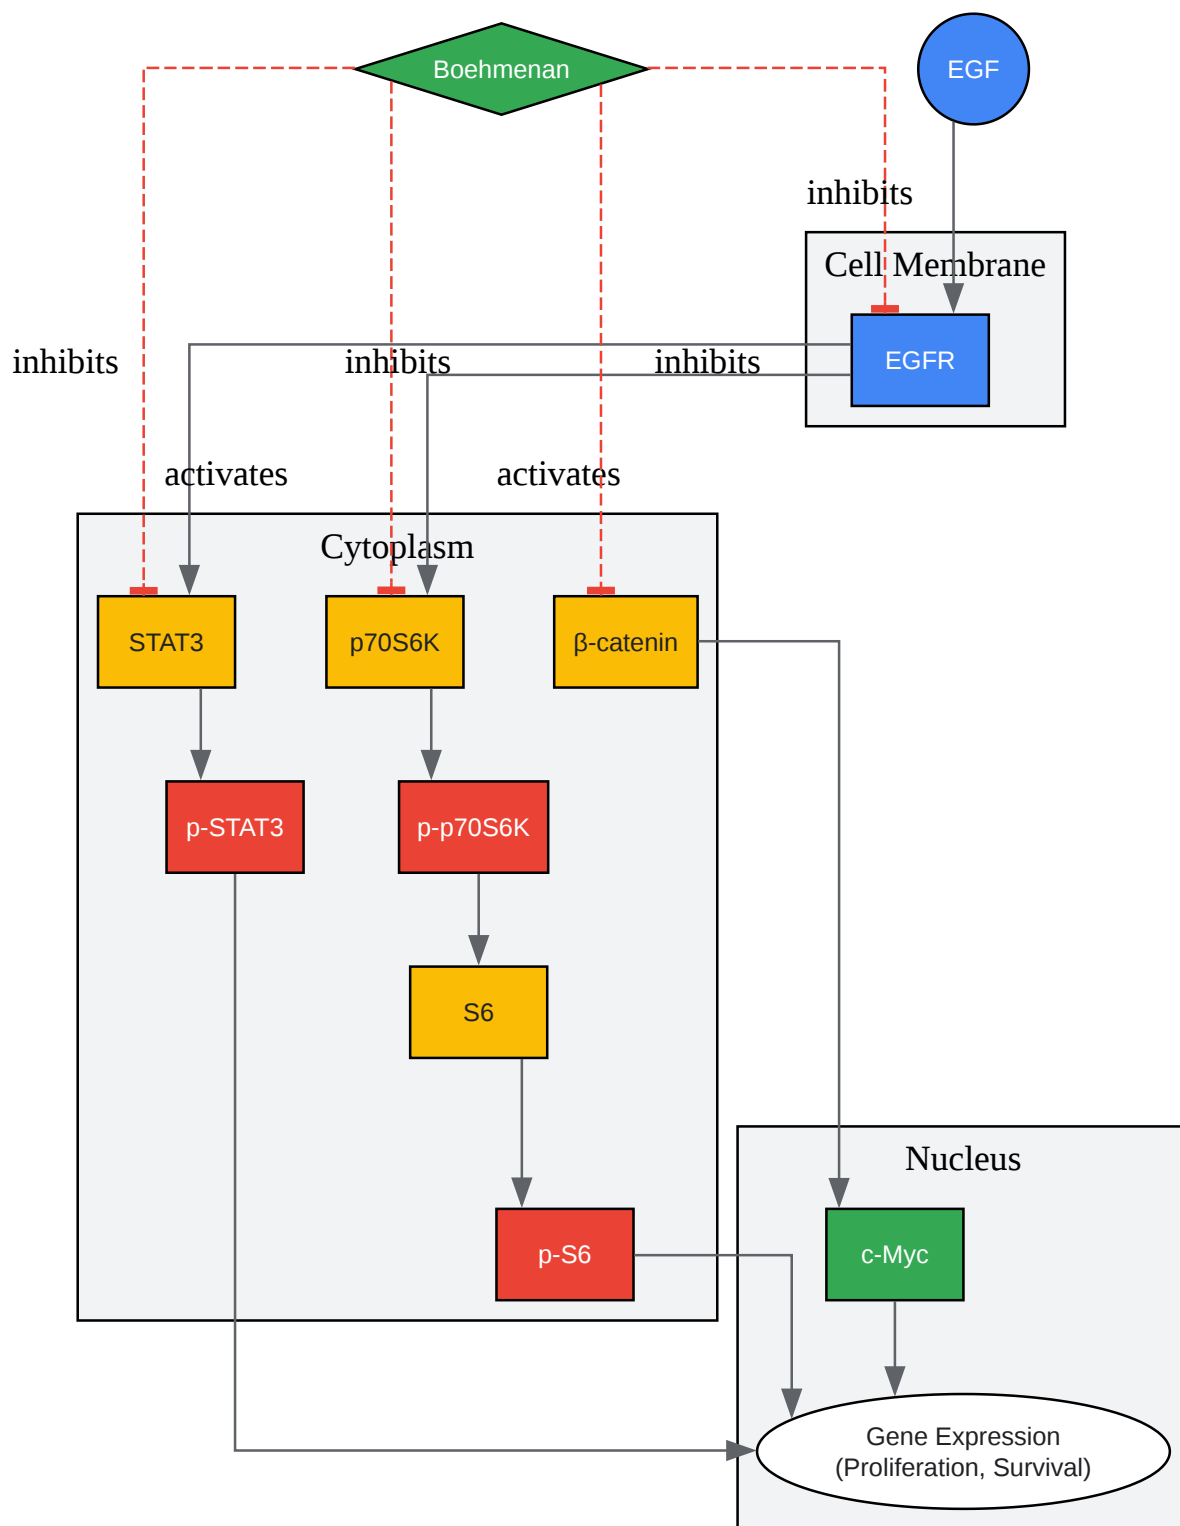 Boehmenan
EGF
inhibits
Cell Membrane
EGFR
inhibits
inhibits
inhibits
activates
activates
Cytoplasm
STAT3
p70S6K
β-catenin
p-STAT3
p-p70S6K
S6
Nucleus
p-S6
c-Myc
Gene Expression
(Proliferation, Survival)